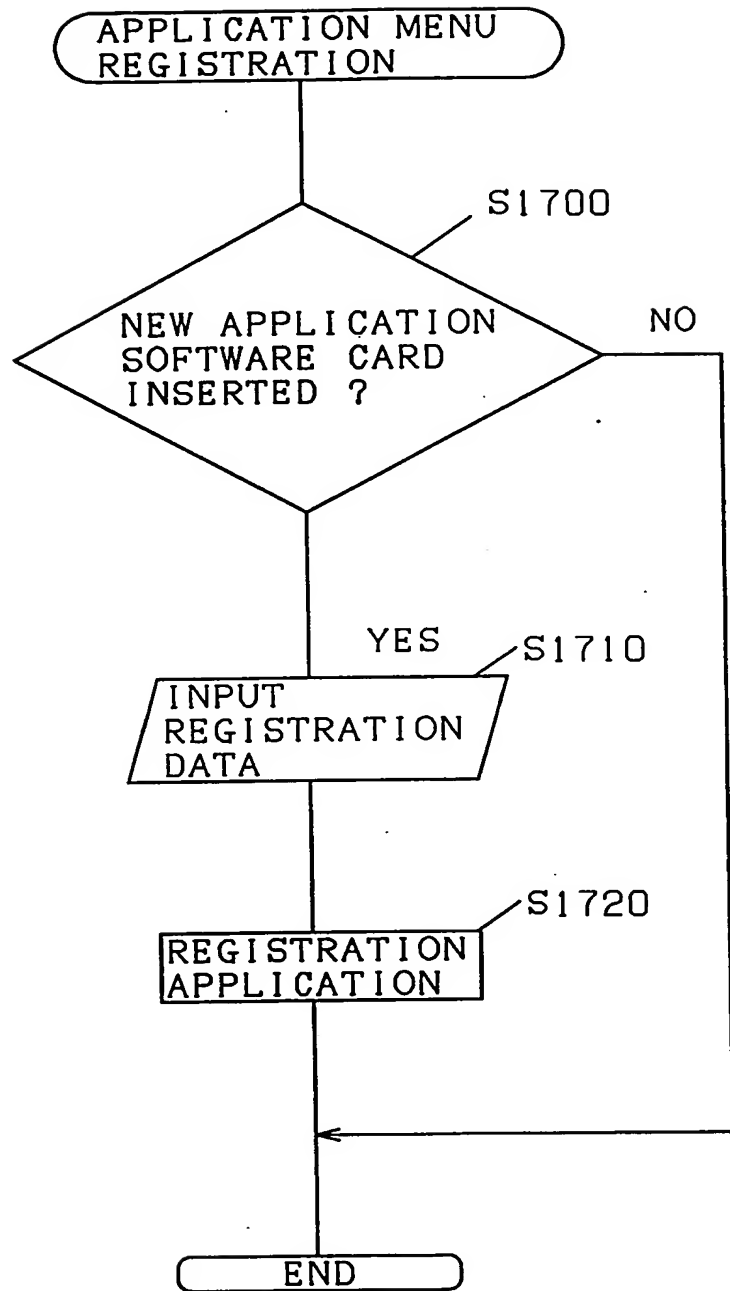 APPLICATION MENU
REGISTRATION
S1700
NEW APPLICATION
SOFTWARE CARD
INSERTED ?
NO
YES
S1710
INPUT
REGISTRATION
DATA
S1720
REGISTRATION
APPLICATION
END